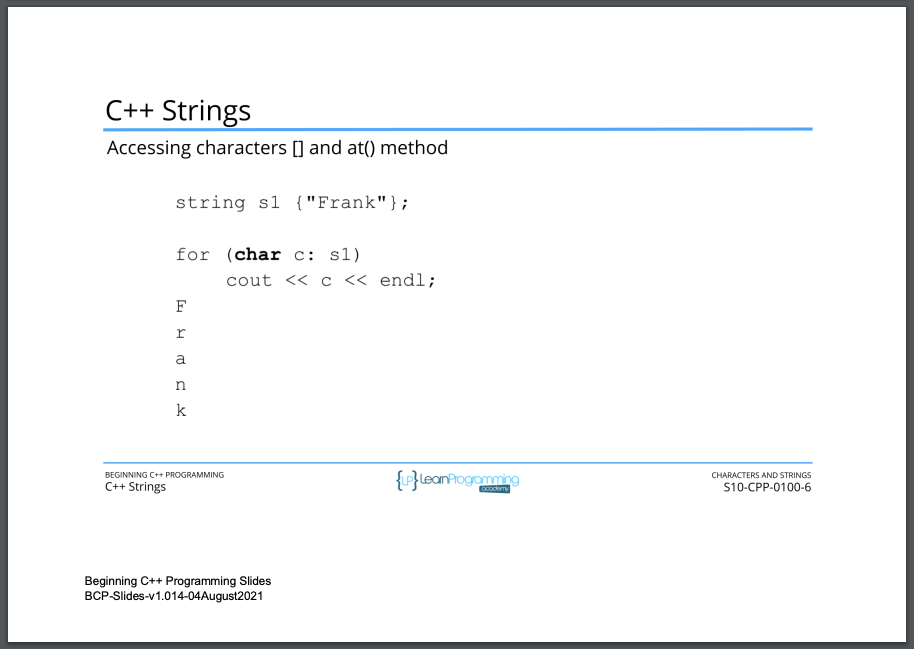 C++ Strings
Accessing characters [] and at() method
string s1 {"Frank"};
for (char c: s1)
cout << c << endl;
F
r
a
n
k
BEGINNING C++ PROGRAMMING
C++ Strings
{LP} LearnProgramming
academy
CHARACTERS AND STRINGS
S10-CPP-0100-6
Beginning C++ Programming Slides
BCP-Slides-v1.014-04August2021